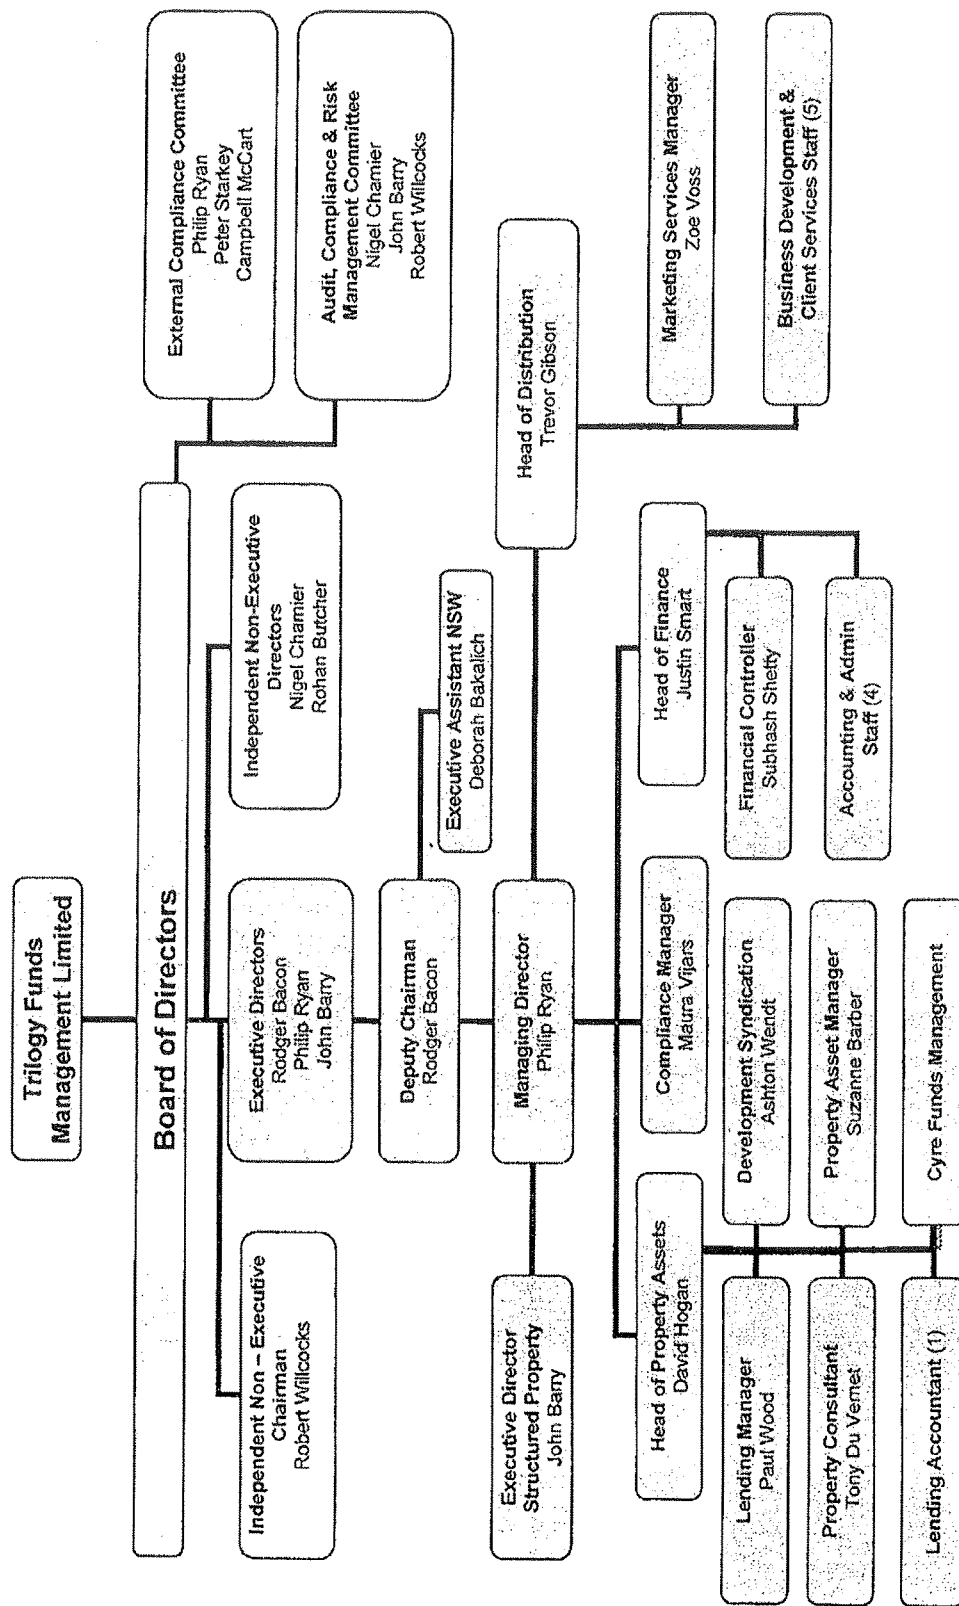 Trilogy Funds
Management Limited
Board of Directors
External Compliance Committee
Philip Ryan
Peter Starkey
Campbell McCart
Audit, Compliance & Risk
Management Committee
Nigel Chamier
John Barry
Robert Willcocks
Independent Non – Executive
Chairman
Robert Willcocks
Executive Directors
Rodger Bacon
Philip Ryan
John Barry
Independent Non-Executive
Directors
Nigel Chamier
Rohan Butcher
Deputy Chairman
Rodger Bacon
Executive Assistant NSW
Deborah Bakalich
Executive Director
Structured Property
John Barry
Managing Director
Philip Ryan
Head of Distribution
Trevor Gibson
Marketing Services Manager
Zoe Voss
Business Development &
Client Services Staff (5)
Head of Property Assets
David Hogan
Compliance Manager
Maura Vijars
Head of Finance
Justin Smart
Lending Manager
Paul Wood
Development Syndication
Ashton Wendt
Financial Controller
Subhash Shetty
Property Consultant
Tony Du Vernet
Property Asset Manager
Suzanne Barber
Accounting & Admin
Staff (4)
Lending Accountant (1)
Cyre Funds Management